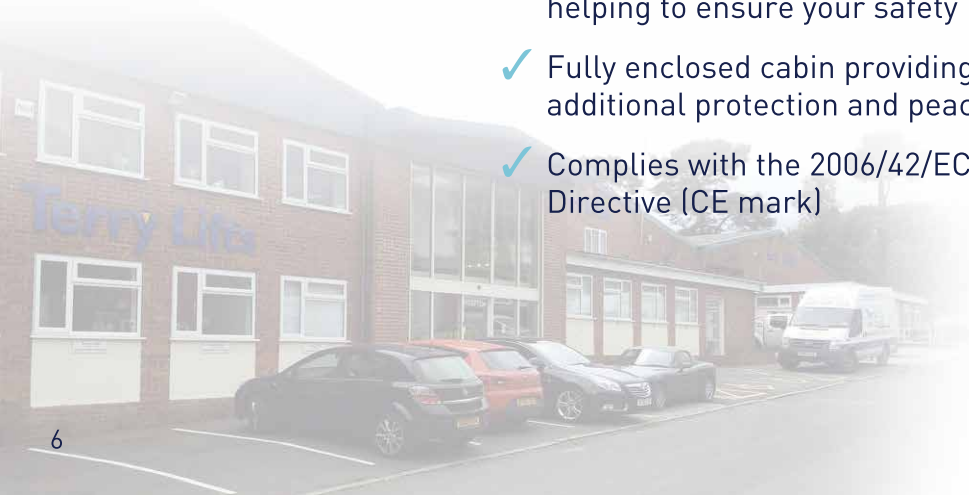 helping to ensure your safety
✓ Fully enclosed cabin providing
additional protection and peac
✓ Complies with the 2006/42/EC
Directive (CE mark)
Terry Lifts
6